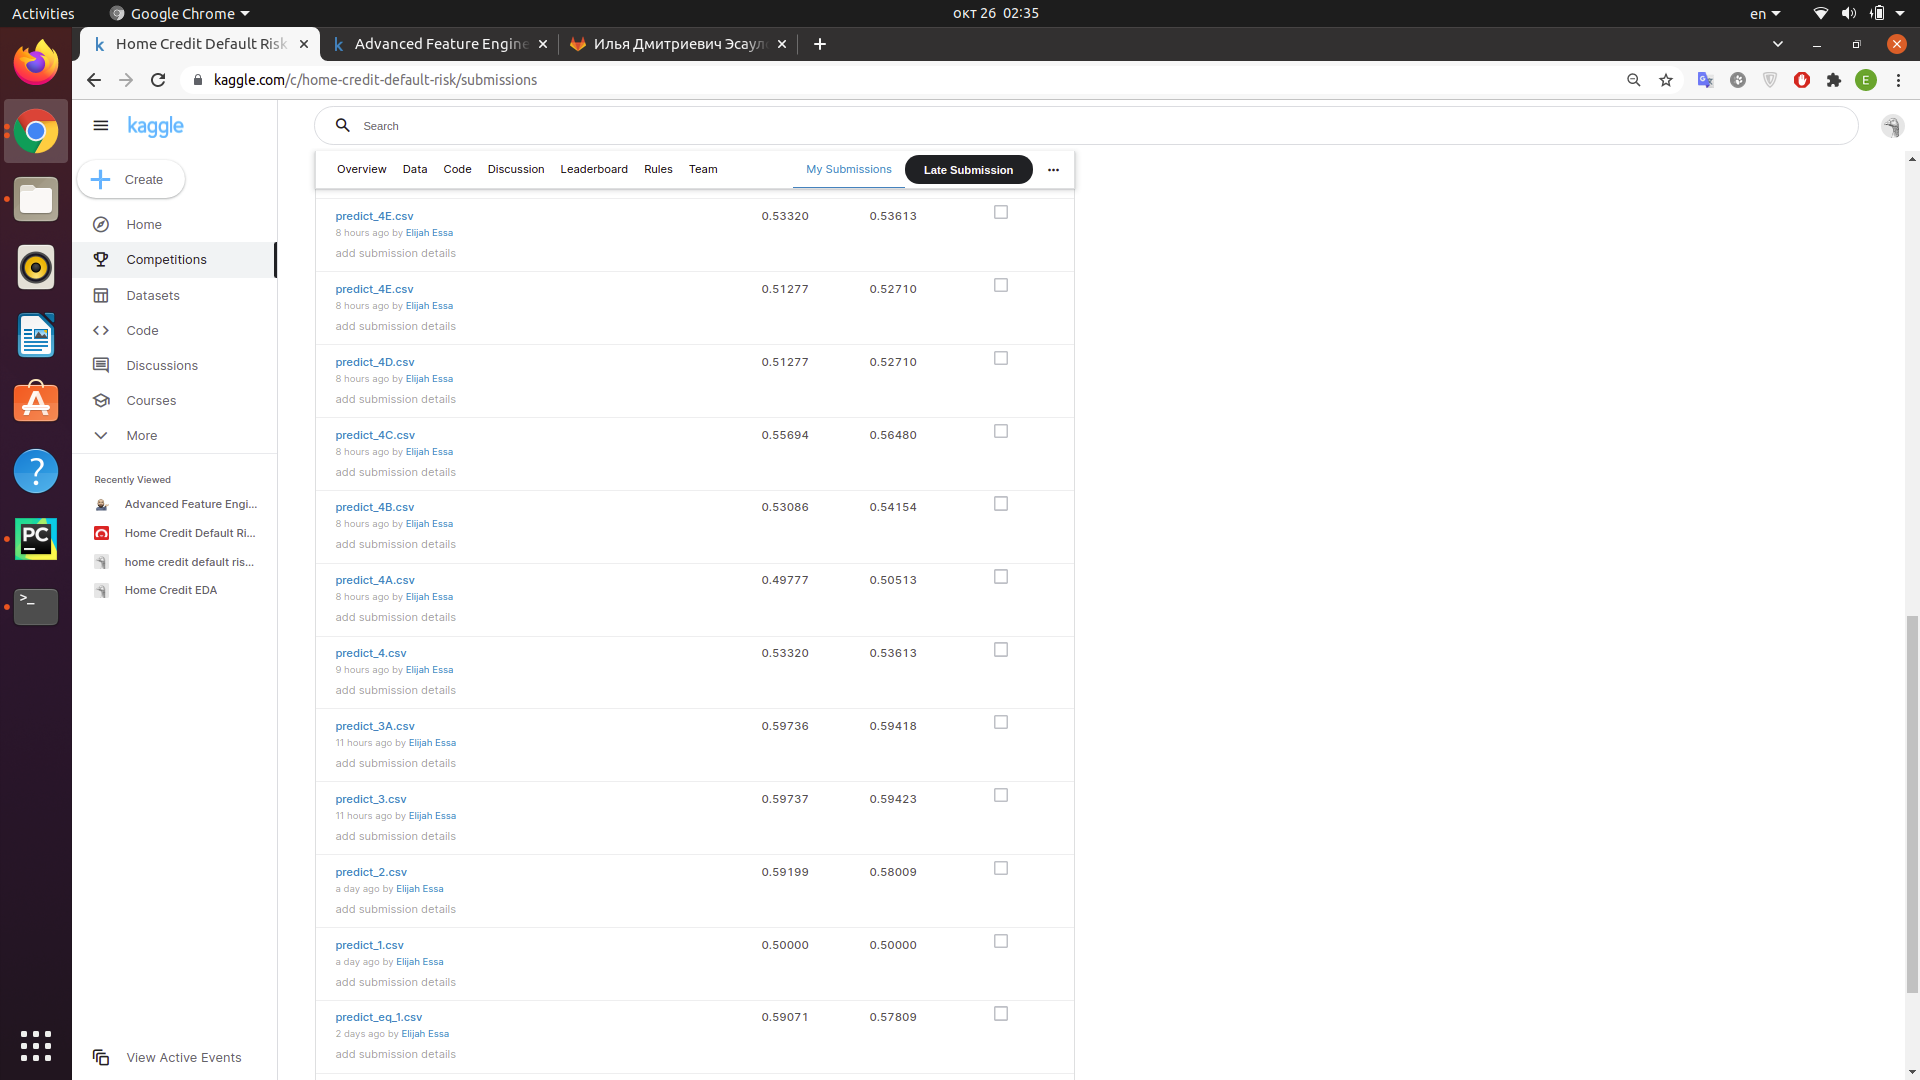 Activities
Google Chrome
окт 26 02:35
en
Home Credit Default Risk
Advanced Feature Engine
Илья Дмитриевич Эсаул
kaggle.com/c/home-credit-default-risk/submissions
E
kaggle
Search
Create
Home
Competitions
Datasets
Code
Discussions
Courses
More
Recently Viewed
Advanced Feature Engi...
Home Credit Default Ri...
home credit default ris...
Home Credit EDA
View Active Events
Overview Data Code Discussion Leaderboard Rules Team My Submissions Late Submission
predict_4E.csv 0.53320 0.53613
8 hours ago by Elijah Essa
add submission details
predict_4E.csv 0.51277 0.52710
8 hours ago by Elijah Essa
add submission details
predict_4D.csv 0.51277 0.52710
8 hours ago by Elijah Essa
add submission details
predict_4C.csv 0.55694 0.56480
8 hours ago by Elijah Essa
add submission details
predict_4B.csv 0.53086 0.54154
8 hours ago by Elijah Essa
add submission details
predict_4A.csv 0.49777 0.50513
8 hours ago by Elijah Essa
add submission details
predict_4.csv 0.53320 0.53613
9 hours ago by Elijah Essa
add submission details
predict_3A.csv 0.59736 0.59418
11 hours ago by Elijah Essa
add submission details
predict_3.csv 0.59737 0.59423
11 hours ago by Elijah Essa
add submission details
predict_2.csv 0.59199 0.58009
a day ago by Elijah Essa
add submission details
predict_1.csv 0.50000 0.50000
a day ago by Elijah Essa
add submission details
predict_eq_1.csv 0.59071 0.57809
2 days ago by Elijah Essa
add submission details
PC